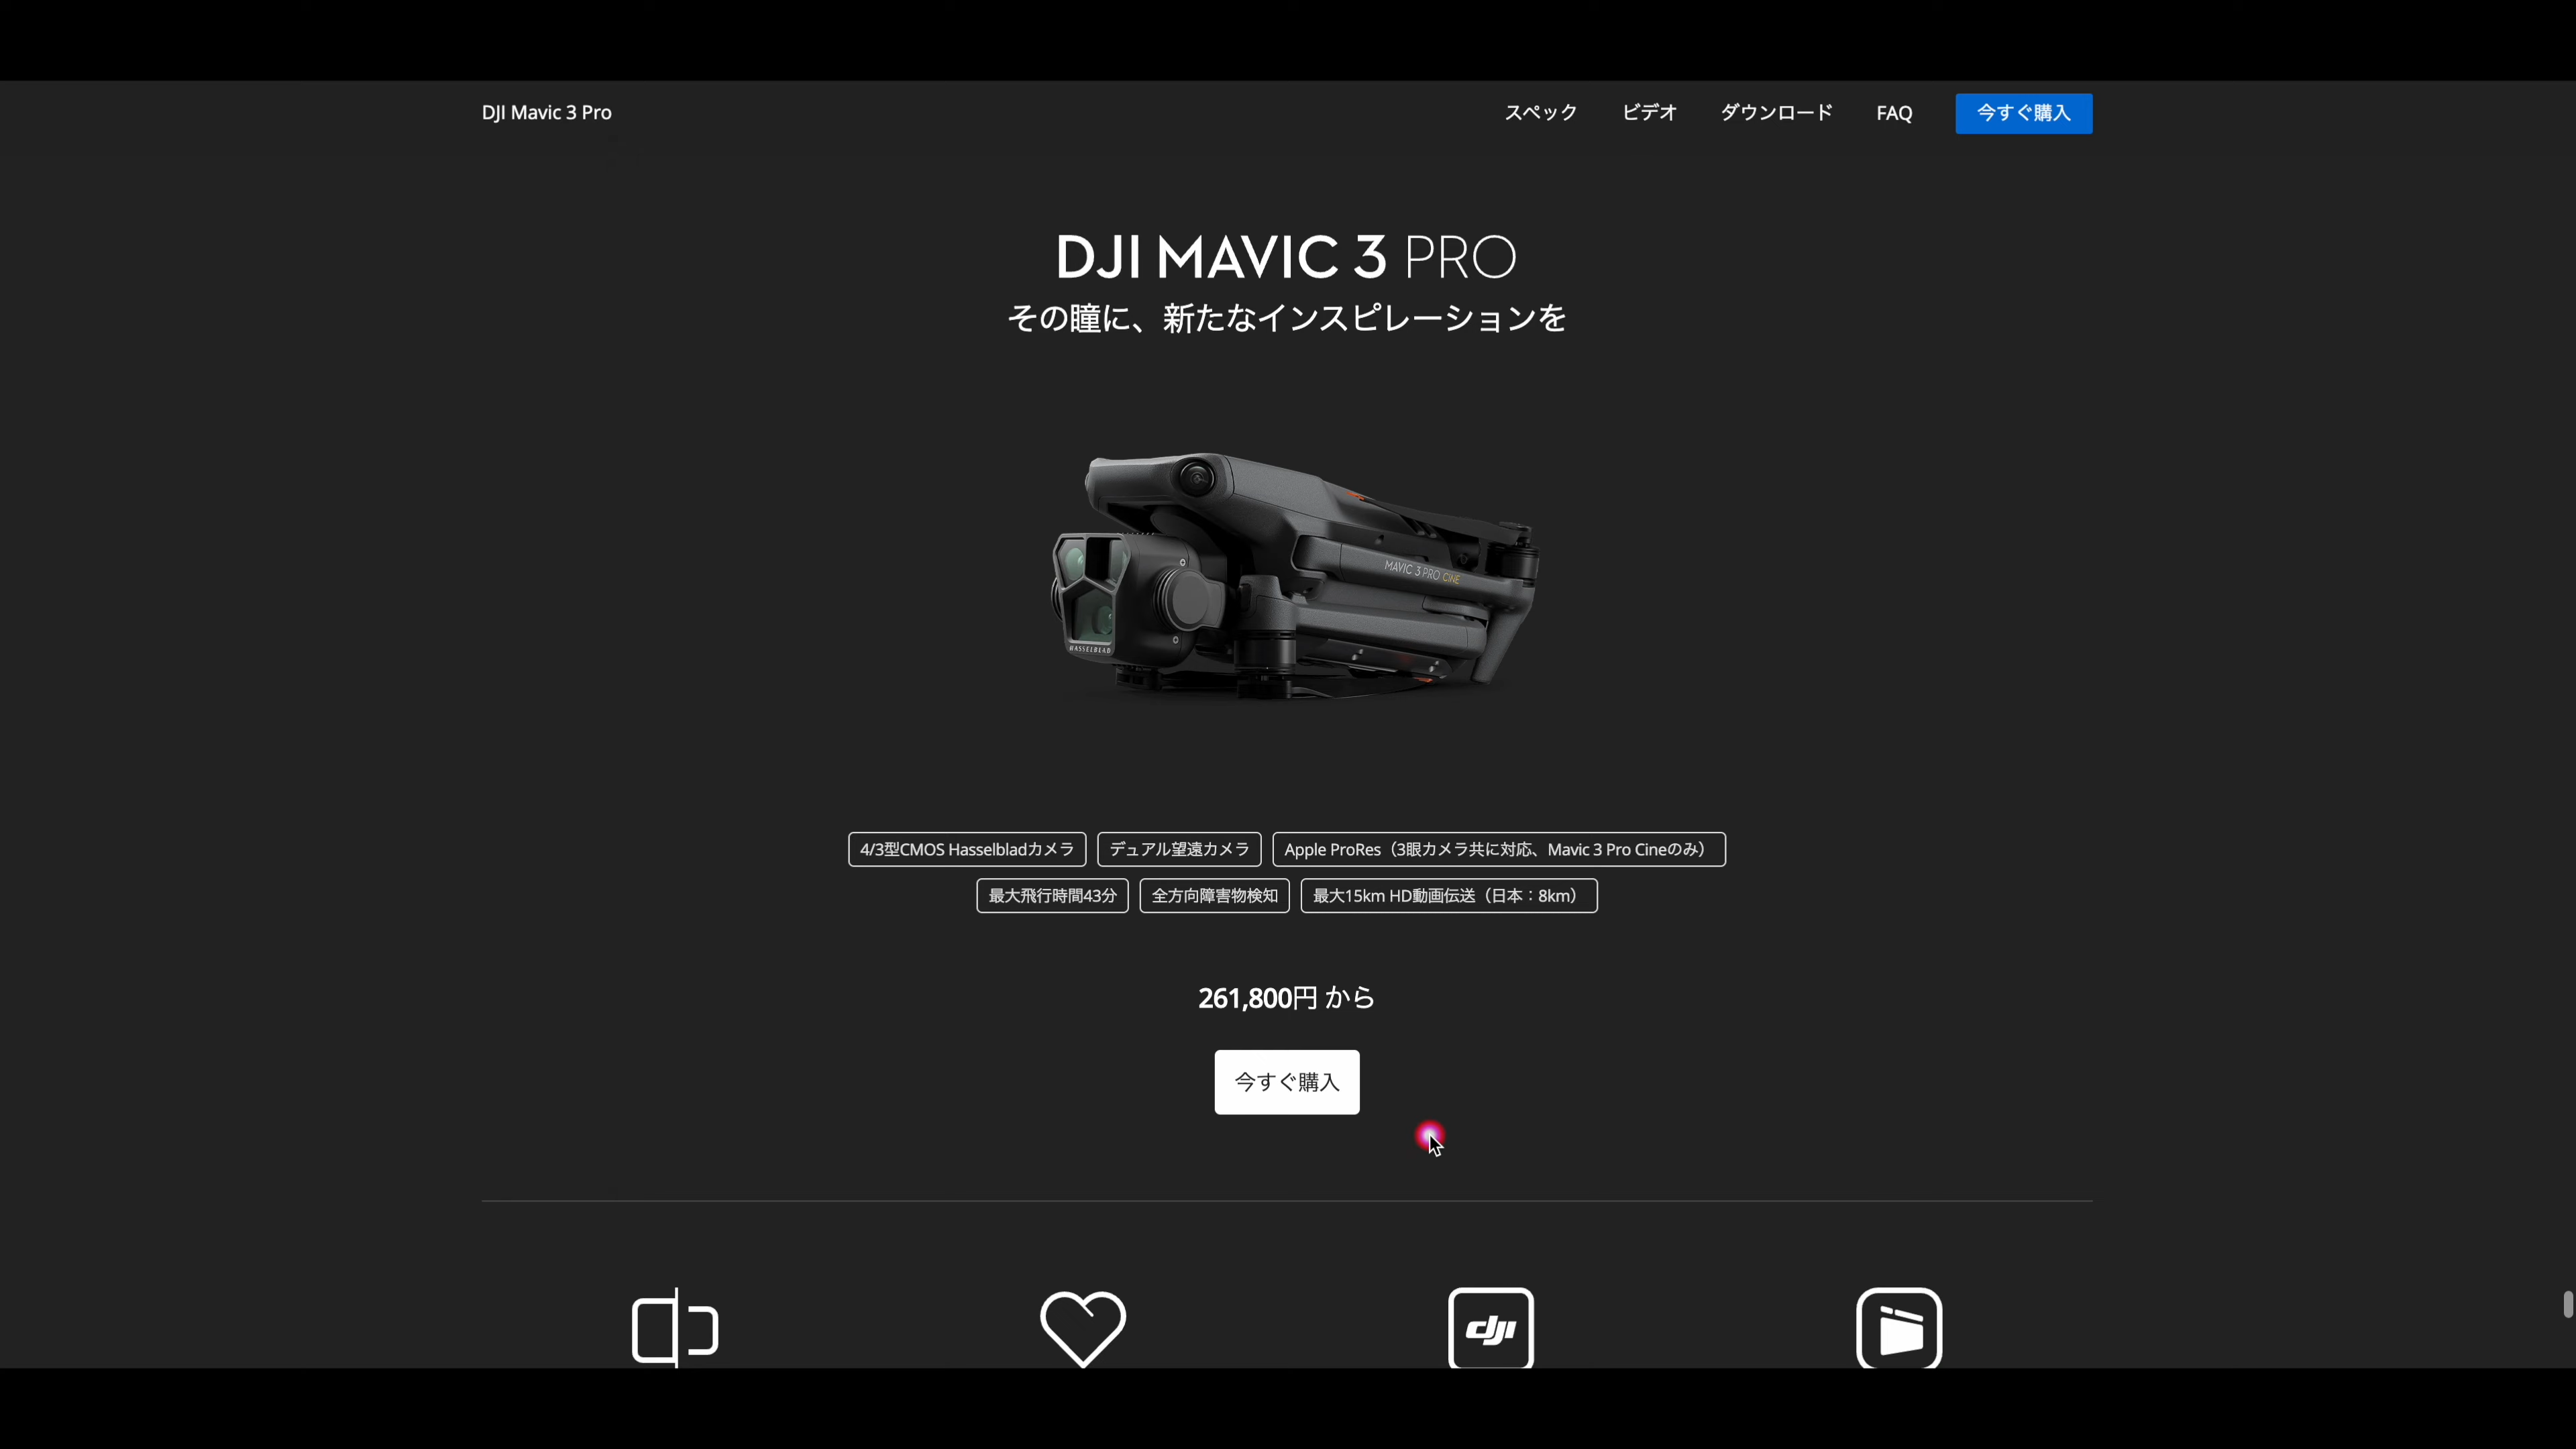 DJI Mavic 3 Pro
スペック ビデオ ダウンロード FAQ 今すぐ購入
DJI MAVIC 3 PRO
その瞳に、新たなインスピレーションを
MAVIC 3 PRO CINE
HASSELBLAD
4/3型CMOS Hasselbladカメラ デュアル望遠カメラ Apple ProRes（3眼カメラ共に対応、Mavic 3 Pro Cineのみ）
最大飛行時間43分 全方向障害物検知 最大15km HD動画伝送（日本：8km）
261,800円 から
今すぐ購入
dji